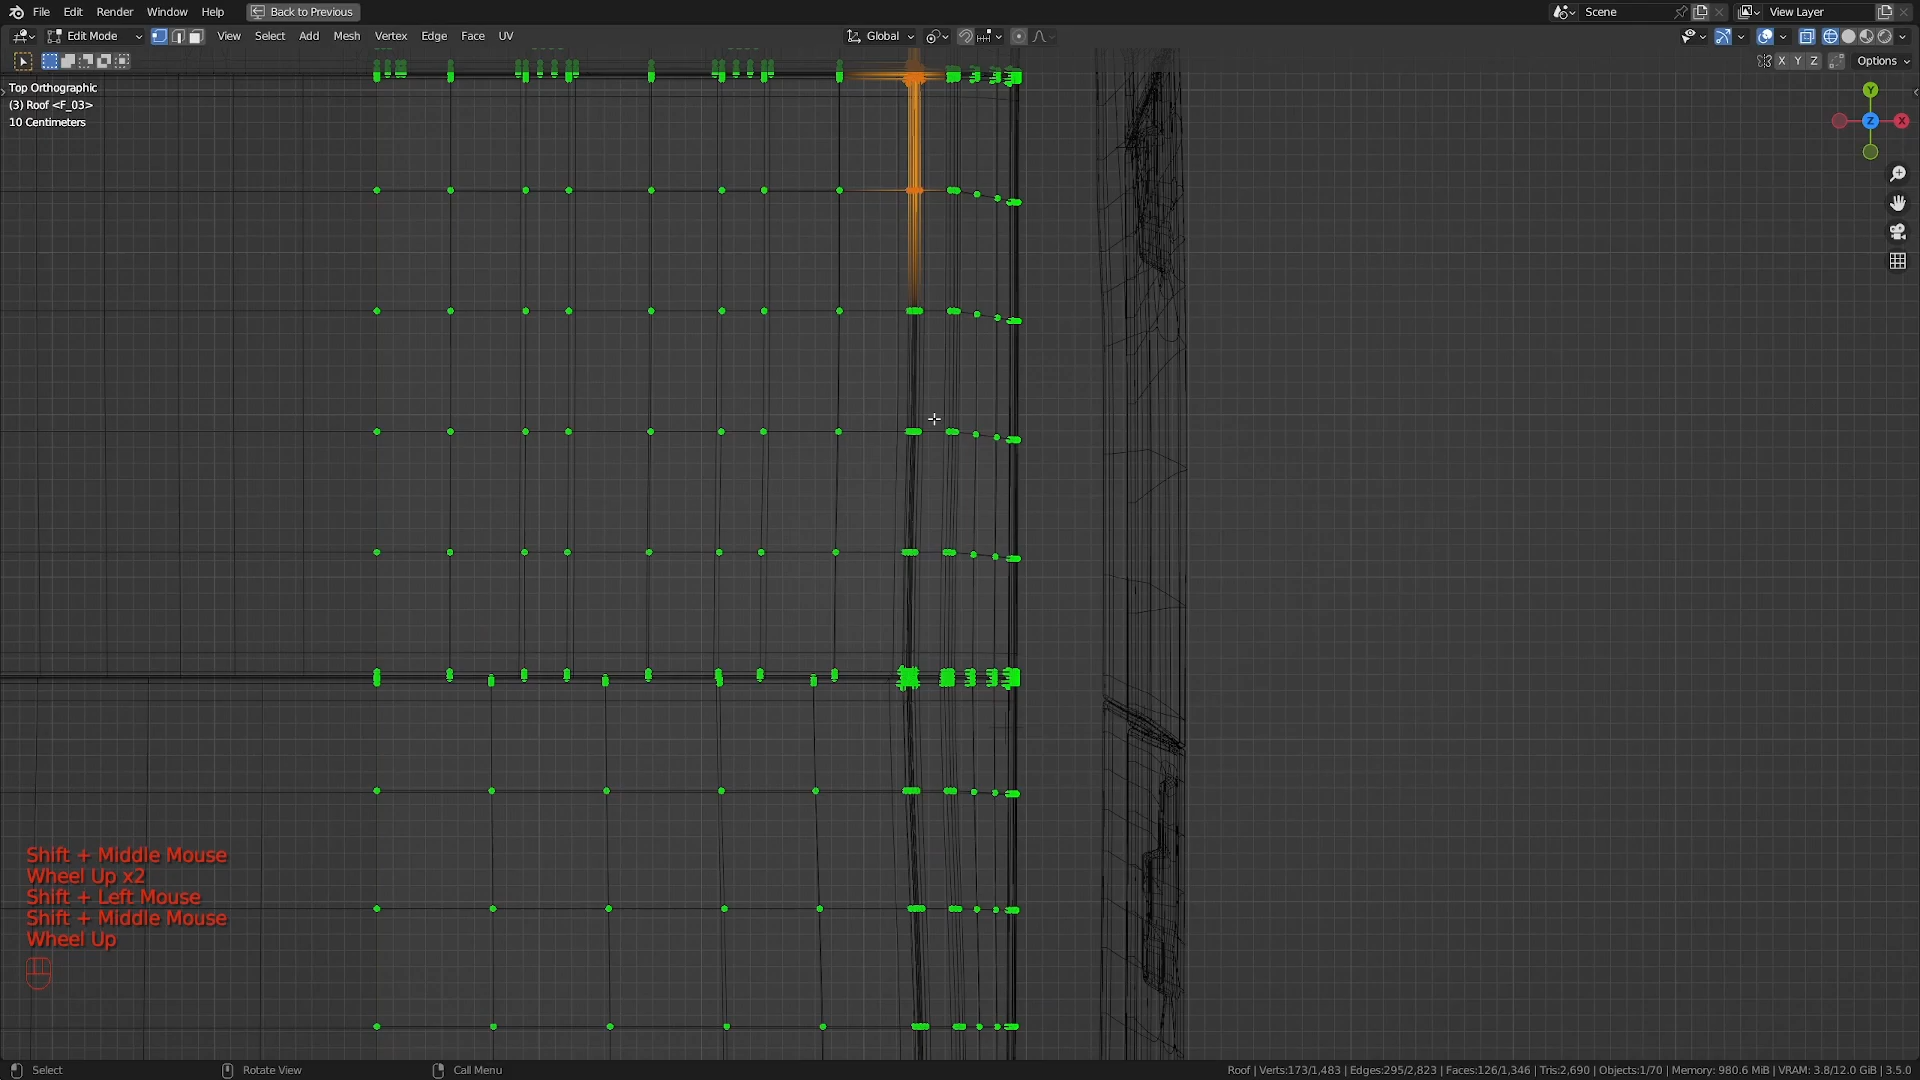 File Edit Render Window Help Back to Previous Scene View Layer
Edit Mode View Select Add Mesh Vertex Edge Face UV Global
X Y Z Options
Top Orthographic
(3) Roof <F_03>
10 Centimeters
Y
Z
X
Shift + Middle Mouse
Wheel Up x2
Shift + Left Mouse
Shift + Middle Mouse
Wheel Up
Select Rotate View Call Menu Roof | Verts:173/1,483 | Edges:295/2,823 | Faces:126/1,346 | Tris:2,690 | Objects:1/70 | Memory: 980.6 MiB | VRAM: 3.8/12.0 GiB | 3.5.0